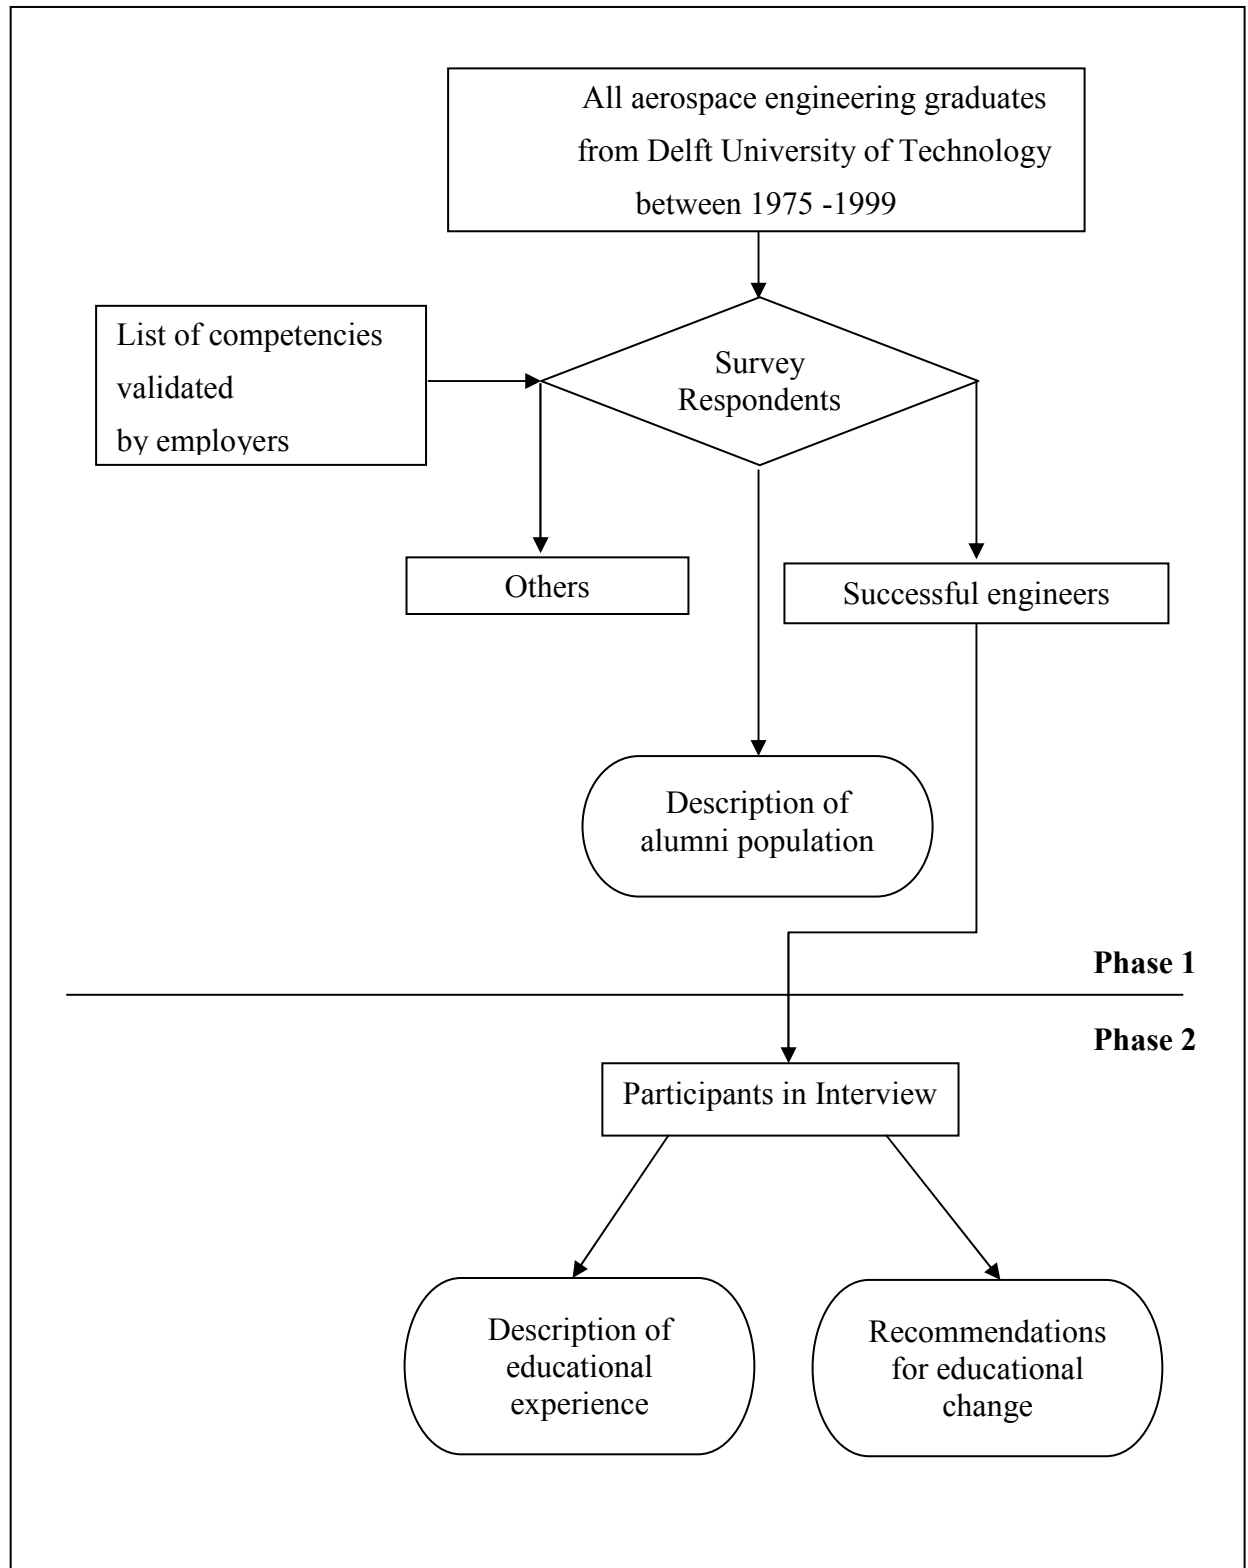 All aerospace engineering graduates
from Delft University of Technology
between 1975 -1999
List of competencies
validated
by employers
Survey
Respondents
Others
Successful engineers
Description of
alumni population
Phase 1
Phase 2
Participants in Interview
Description of
educational
experience
Recommendations
for educational
change